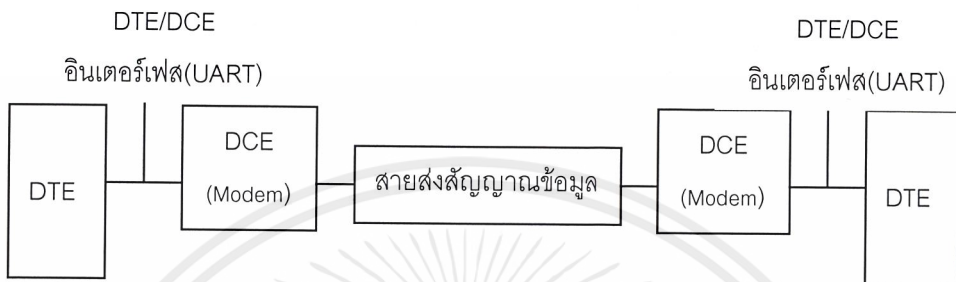 DTE/DCE
อินเตอร์เฟส(UART)
DTE/DCE
อินเตอร์เฟส(UART)
DTE
DCE
(Modem)
สายส่งสัญญาณข้อมูล
DCE
(Modem)
DTE